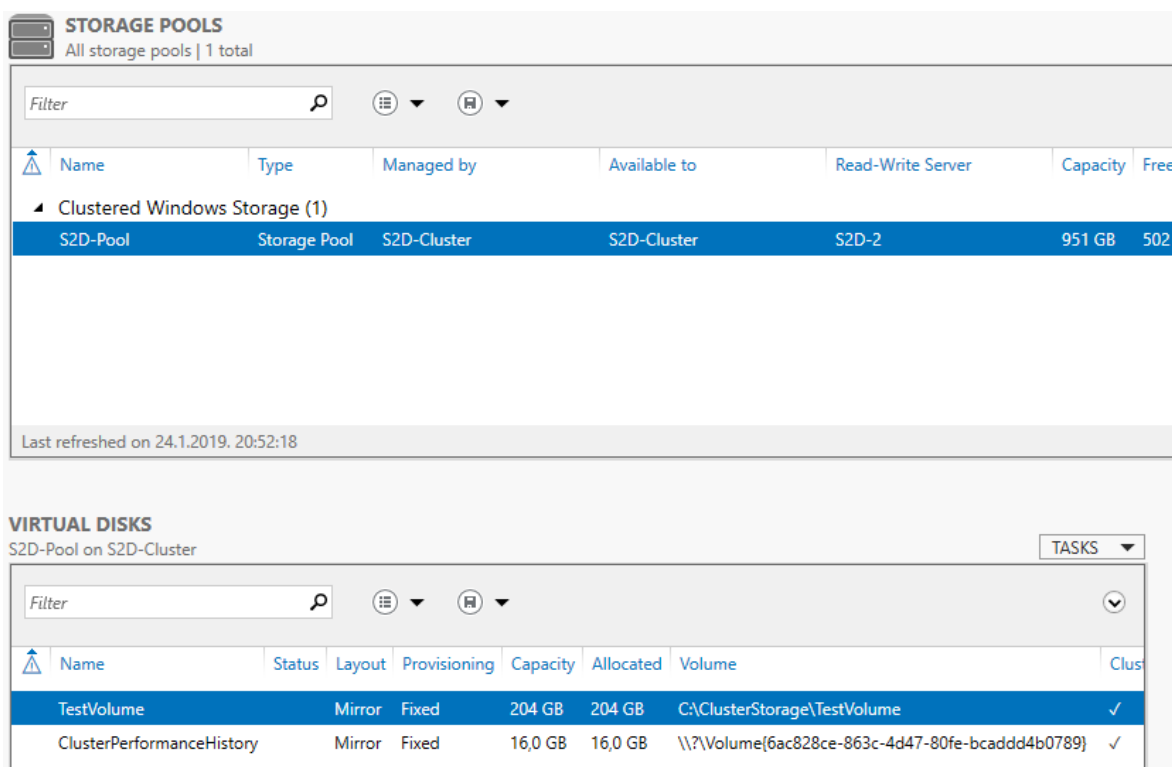 STORAGE POOLS
All storage pools | 1 total
Filter
Name Type Managed by Available to Read-Write Server Capacity Free
Clustered Windows Storage (1)
S2D-Pool Storage Pool S2D-Cluster S2D-Cluster S2D-2 951 GB 502
Last refreshed on 24.1.2019. 20:52:18
VIRTUAL DISKS
S2D-Pool on S2D-Cluster
TASKS
Filter
Name Status Layout Provisioning Capacity Allocated Volume Clust
TestVolume Mirror Fixed 204 GB 204 GB C:\ClusterStorage\TestVolume ✓
ClusterPerformanceHistory Mirror Fixed 16,0 GB 16,0 GB \\?\Volume{6ac828ce-863c-4d47-80fe-bcaddd4b0789} ✓